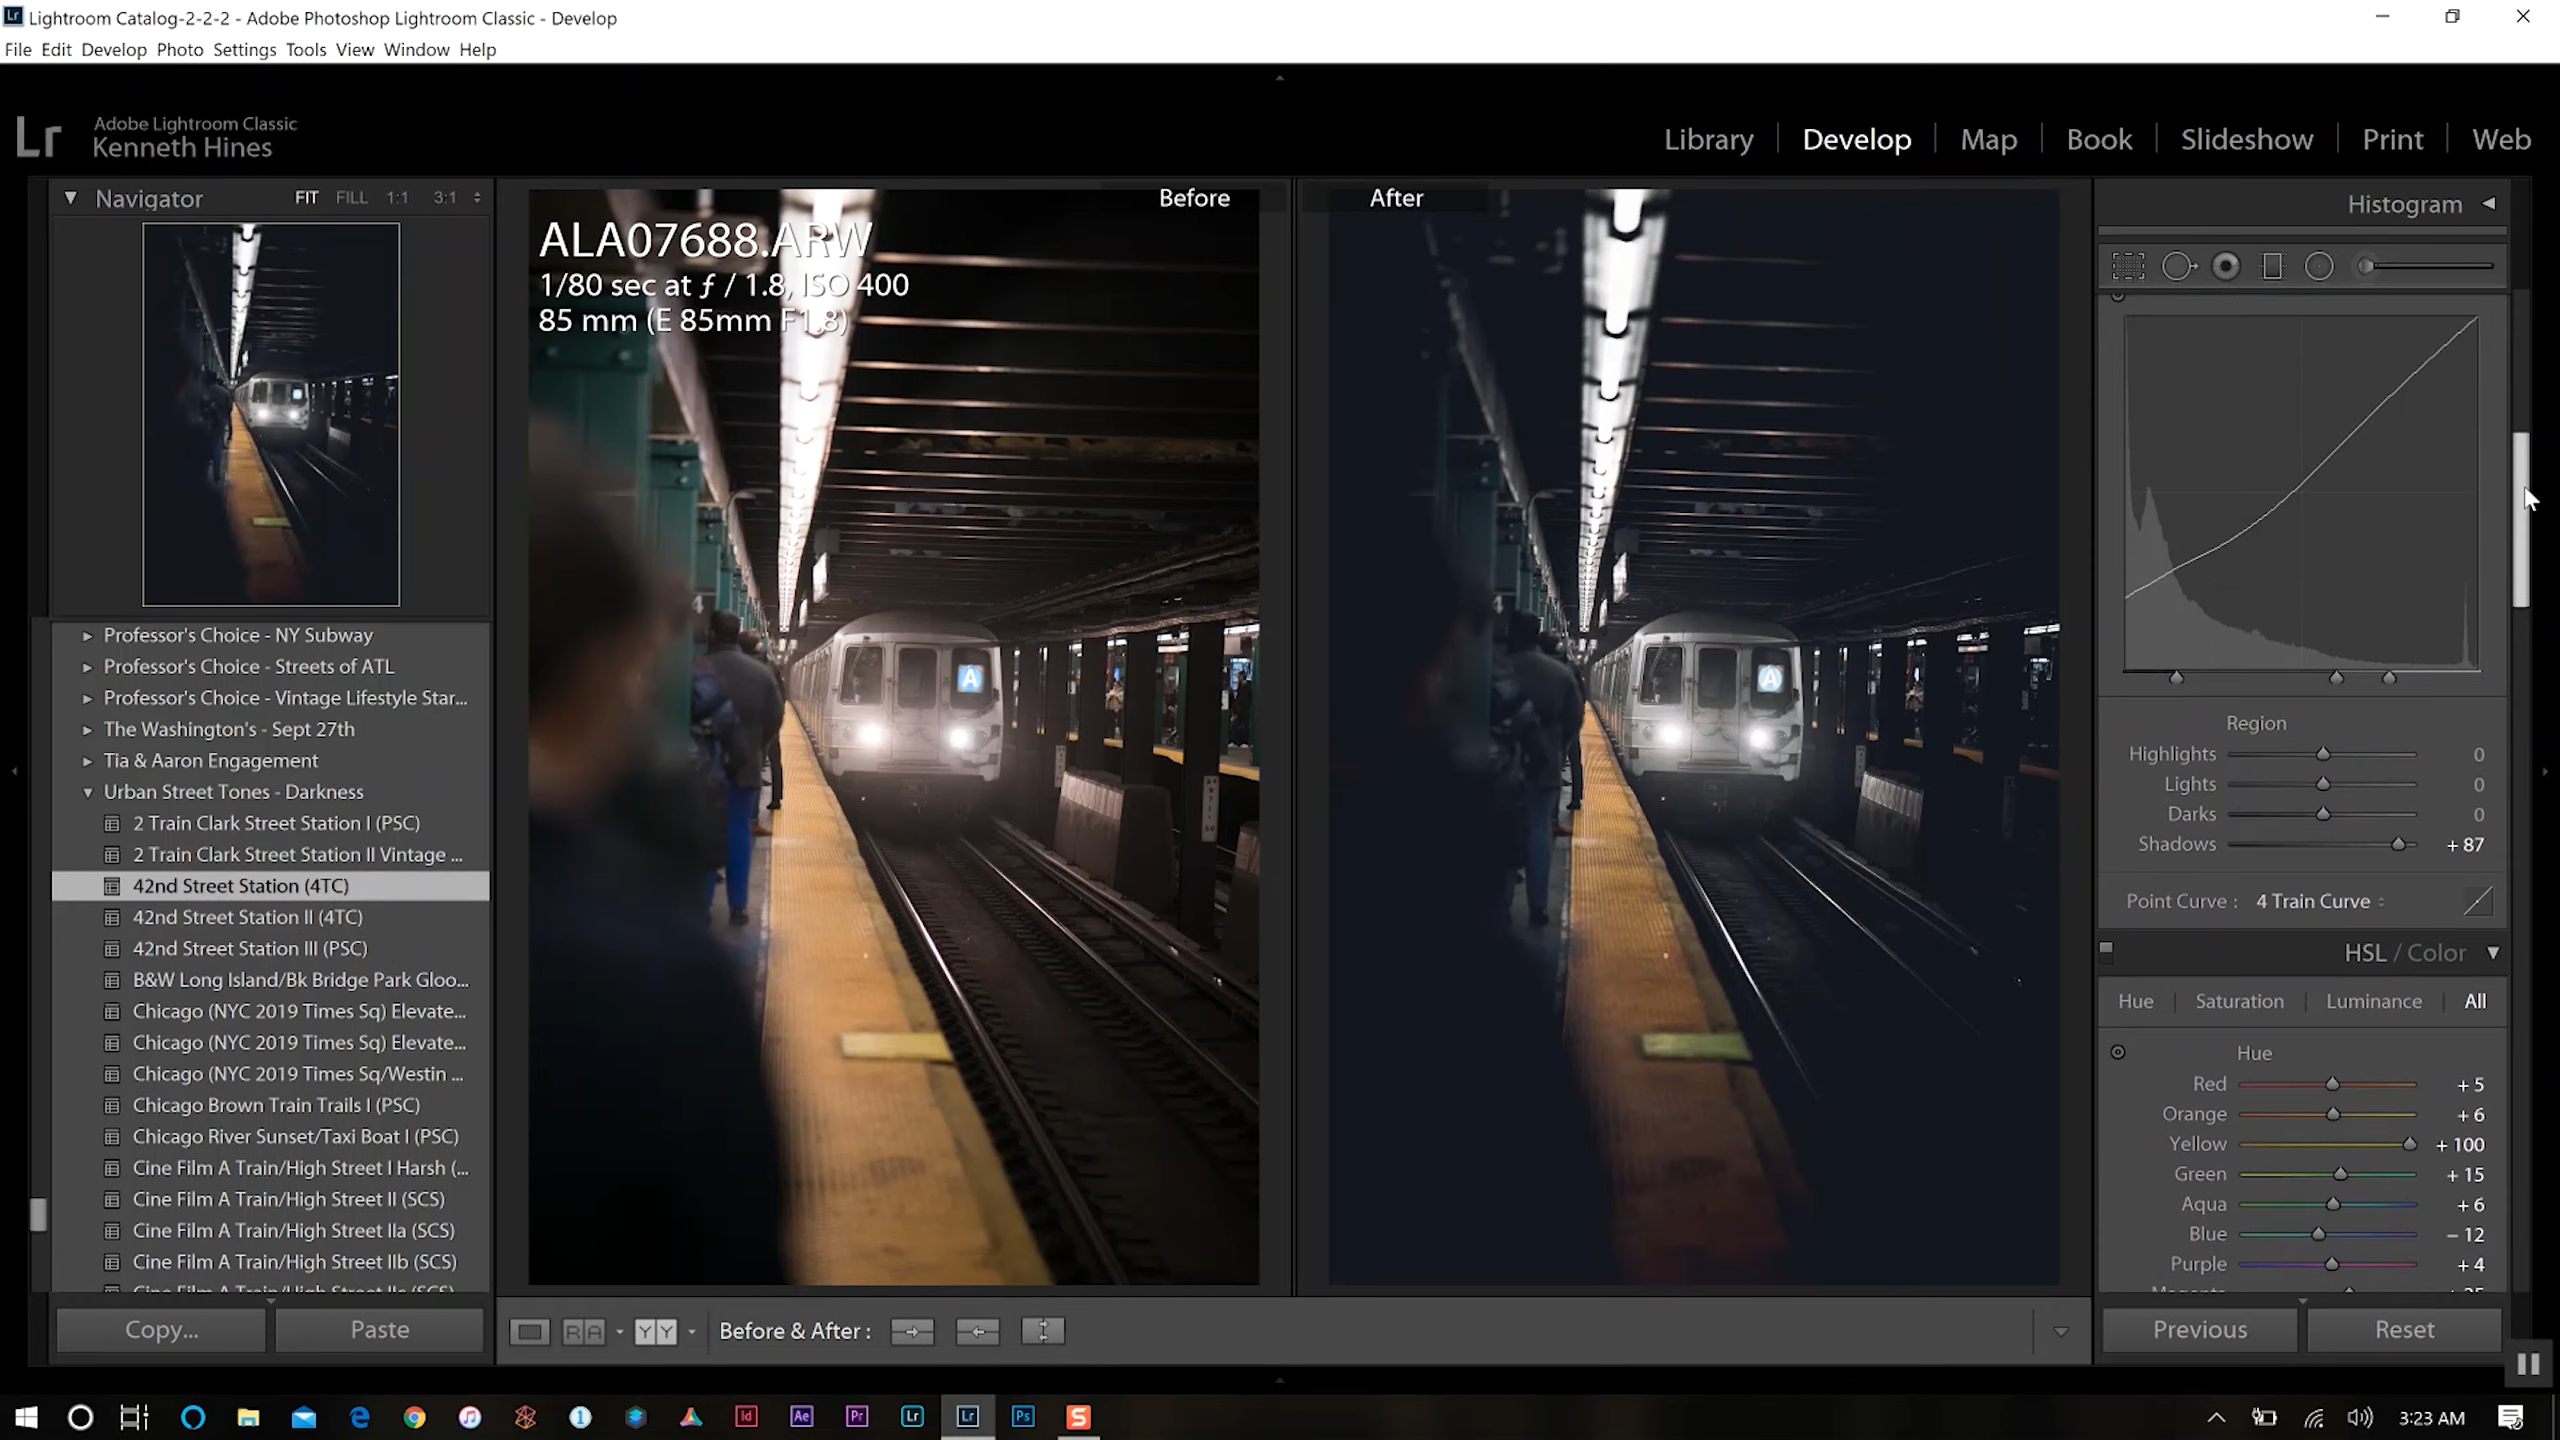 Lightroom Catalog-2-2-2 - Adobe Photoshop Lightroom Classic - Develop
File Edit Develop Photo Settings Tools View Window Help
Lr
Adobe Lightroom Classic
Kenneth Hines
Library | Develop | Map | Book | Slideshow | Print | Web
Navigator FIT FILL 1:1 3:1
Before
After
Histogram
ALA07688.ARW
1/80 sec at ƒ / 1.8, ISO 400
85 mm (E 85mm F1.8)
A
A
Professor's Choice - NY Subway
Professor's Choice - Streets of ATL
Professor's Choice - Vintage Lifestyle Star...
The Washington's - Sept 27th
Tia & Aaron Engagement
Urban Street Tones - Darkness
2 Train Clark Street Station I (PSC)
2 Train Clark Street Station II Vintage ...
42nd Street Station (4TC)
42nd Street Station II (4TC)
42nd Street Station III (PSC)
B&W Long Island/Bk Bridge Park Gloo...
Chicago (NYC 2019 Times Sq) Elevate...
Chicago (NYC 2019 Times Sq) Elevate...
Chicago (NYC 2019 Times Sq/Westin ...
Chicago Brown Train Trails I (PSC)
Chicago River Sunset/Taxi Boat I (PSC)
Cine Film A Train/High Street I Harsh (...
Cine Film A Train/High Street II (SCS)
Cine Film A Train/High Street IIa (SCS)
Cine Film A Train/High Street IIb (SCS)
Region
Highlights 0
Lights 0
Darks 0
Shadows + 87
Point Curve : 4 Train Curve
HSL / Color
Hue | Saturation | Luminance | All
Hue
Red + 5
Orange + 6
Yellow + 100
Green + 15
Aqua + 6
Blue − 12
Purple + 4
Copy... Paste
RA YY Before & After :
Previous Reset
Id Ae Pr Lr Lr Ps S
3:23 AM